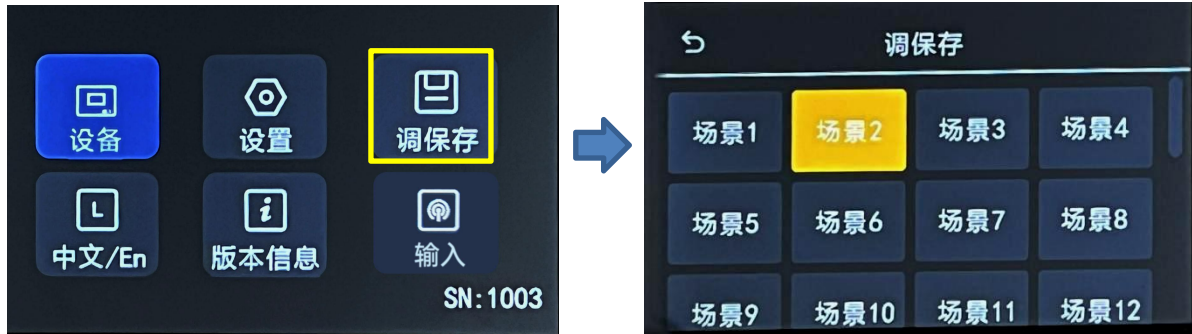 设备
设置
调保存
中文/En
版本信息
输入
SN:1003
调保存
场景1
场景2
场景3
场景4
场景5
场景6
场景7
场景8
场景9
场景10
场景11
场景12